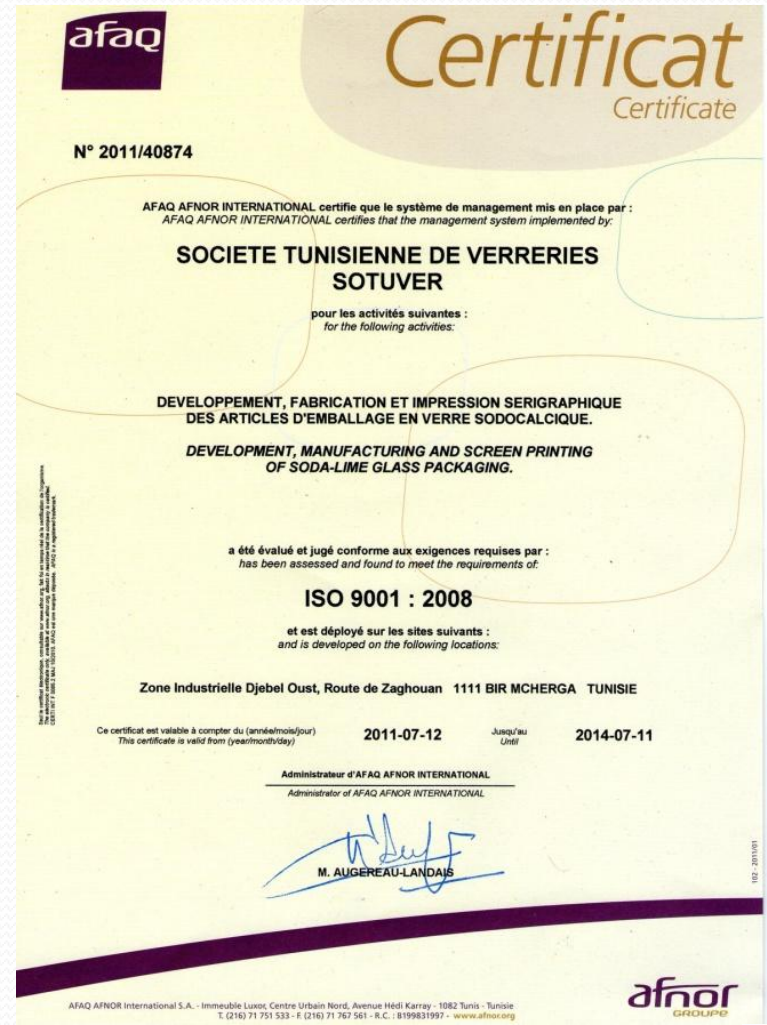 afaq
Certificat
Certificate
N° 2011/40874
AFAQ AFNOR INTERNATIONAL certifie que le système de management mis en place par :
AFAQ AFNOR INTERNATIONAL certifies that the management system implemented by:
SOCIETE TUNISIENNE DE VERRERIES
SOTUVER
pour les activités suivantes :
for the following activities:
DEVELOPPEMENT, FABRICATION ET IMPRESSION SERIGRAPHIQUE
DES ARTICLES D'EMBALLAGE EN VERRE SODOCALCIQUE.
DEVELOPMENT, MANUFACTURING AND SCREEN PRINTING
OF SODA-LIME GLASS PACKAGING.
a été évalué et jugé conforme aux exigences requises par :
has been assessed and found to meet the requirements of:
ISO 9001 : 2008
et est déployé sur les sites suivants :
and is developed on the following locations:
Zone Industrielle Djebel Oust, Route de Zaghouan 1111 BIR MCHERGA TUNISIE
Ce certificat est valable à compter du (année/mois/jour)
This certificate is valid from (year/month/day)
2011-07-12
Jusqu'au
Until
2014-07-11
Administrateur d'AFAQ AFNOR INTERNATIONAL
Administrator of AFAQ AFNOR INTERNATIONAL
M. AUGEREAU-LANDAIS
102 - 2011/01
afnor
GROUPE
AFAQ AFNOR International S.A. - Immeuble Luxor, Centre Urbain Nord, Avenue Hédi Karray - 1082 Tunis - Tunisie
T. (216) 71 751 533 - F. (216) 71 767 561 - R.C. : B199831997 - www.afnor.org